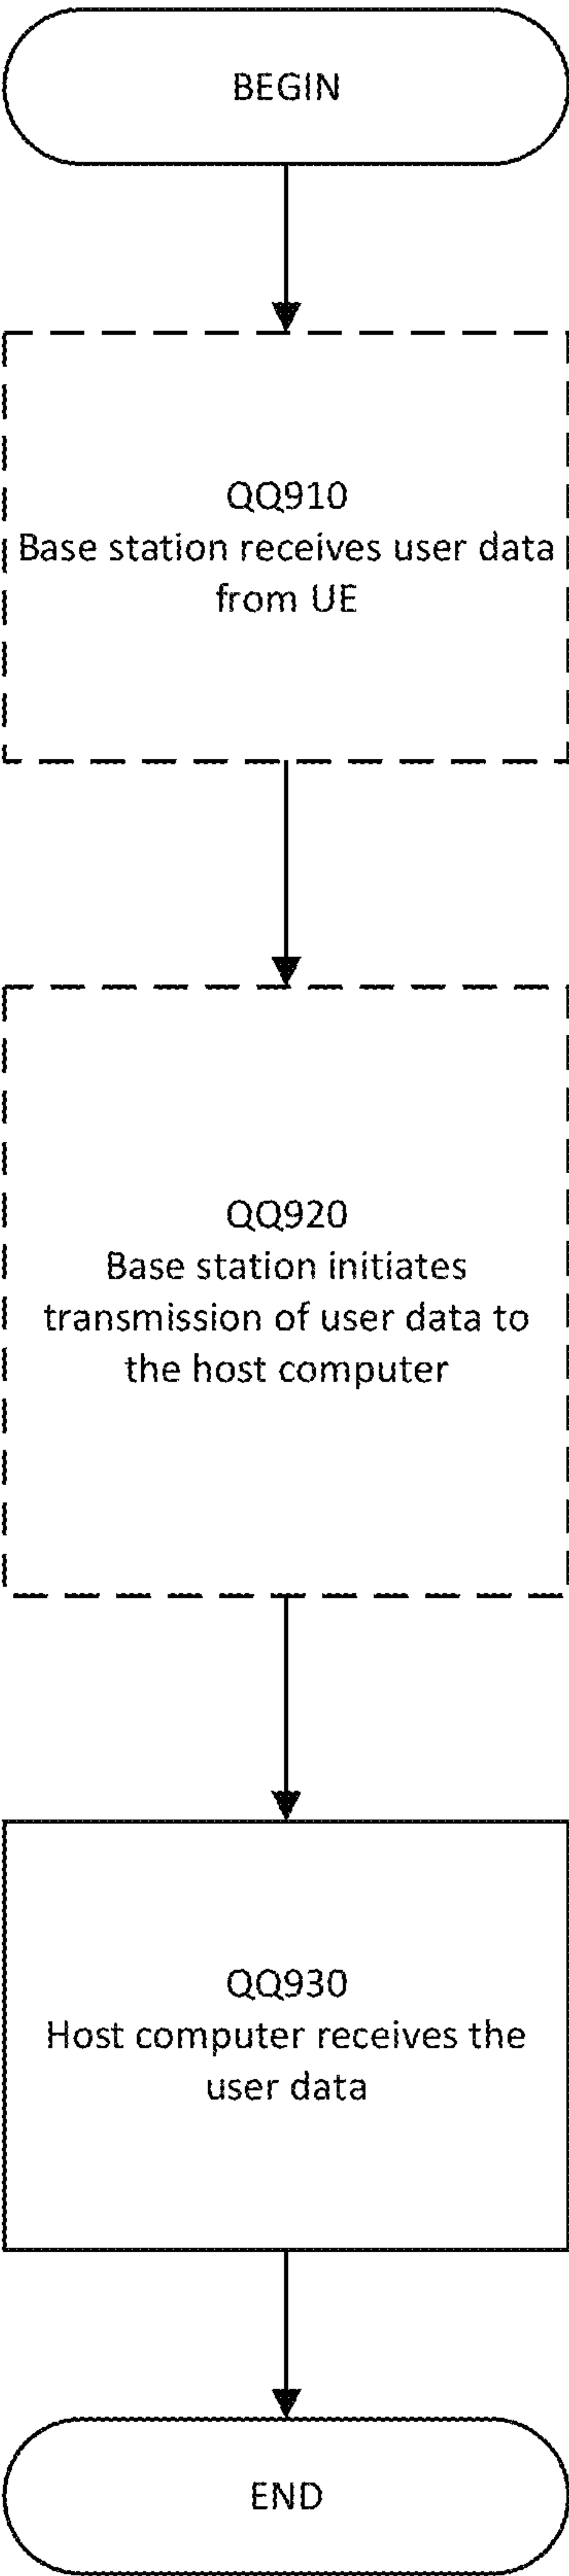 BEGIN
QQ910
Base station receives user data
from UE
QQ920
Base station initiates
transmission of user data to
the host computer
QQ930
Host computer receives the
user data
END